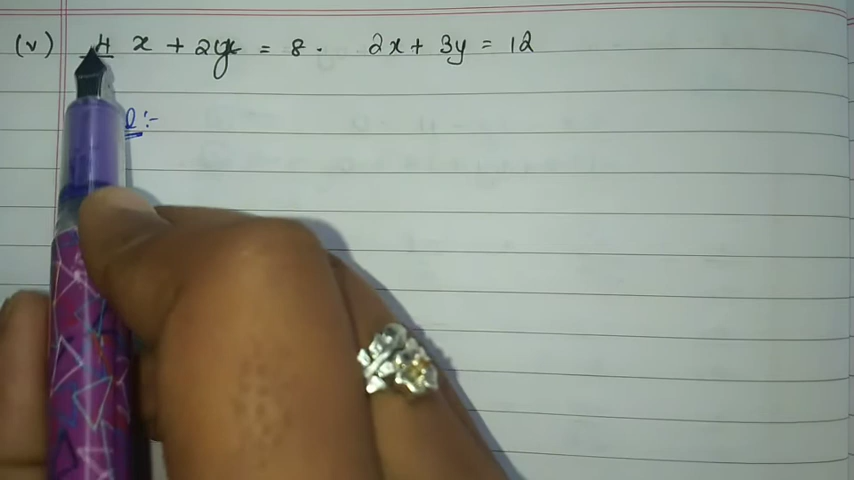 (v) 4x + 2y = 8. 2x + 3y = 12
:-